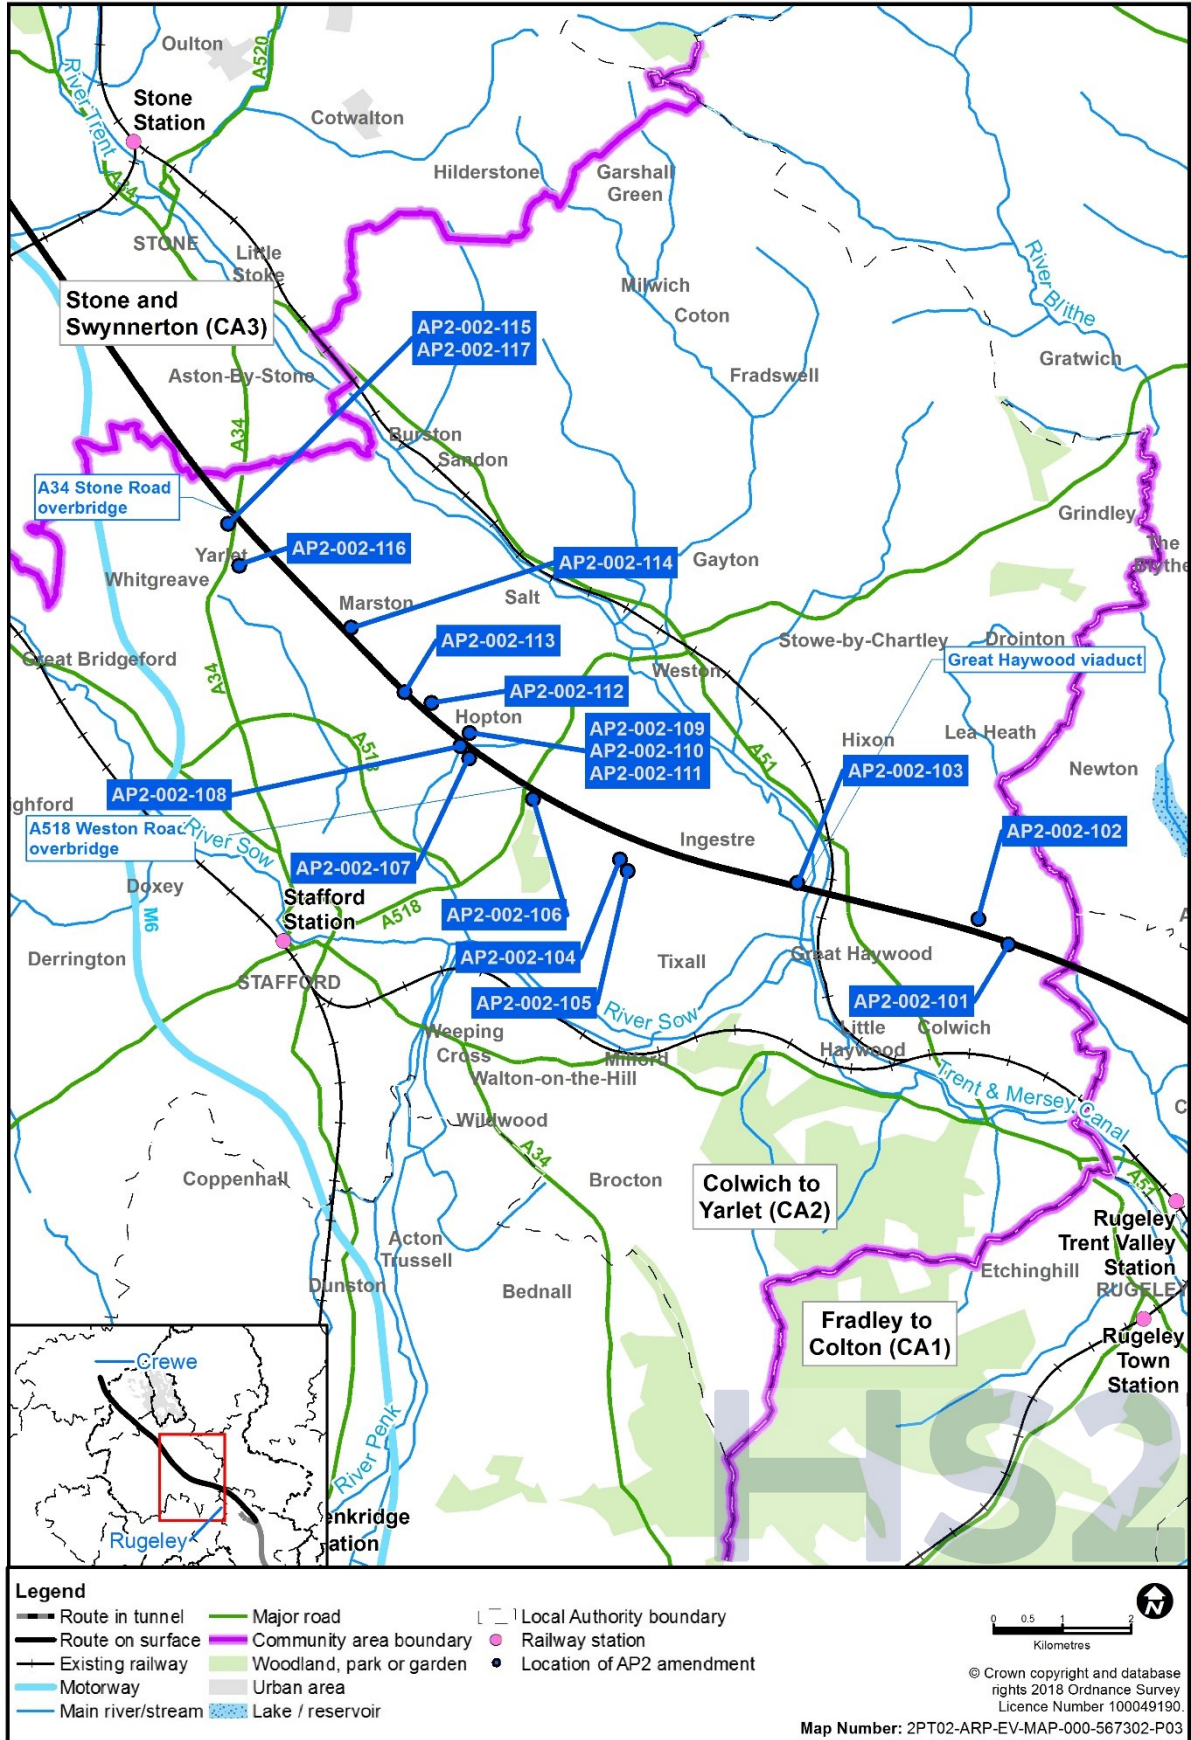 Oulton
A520
River Trent
Stone
Station
Cotwalton
Hilderstone
Garshall
Green
A34
STONE
Little
Stoke
River Blithe
Stone and
Swynnerton (CA3)
Milwich
Coton
AP2-002-115
AP2-002-117
Gratwich
Aston-By-Stone
Fradswell
A34
Burston
Sandon
A34 Stone Road
overbridge
Grindley
The
Blythe
Yarlet
AP2-002-116
Whitgreave
AP2-002-114
Gayton
Salt
Marston
AP2-002-113
Stowe-by-Chartley
Drointon
Great Bridgeford
Great Haywood viaduct
A34
Weston
AP2-002-112
Hopton
AP2-002-109
AP2-002-110
AP2-002-111
A518
A51
Hixon
Lea Heath
AP2-002-103
Newton
AP2-002-108
ighford
A518 Weston Road
overbridge
River Sow
Ingestre
AP2-002-102
AP2-002-107
Doxey
Stafford
Station
M6
A518
AP2-002-106
Derrington
AP2-002-104
Tixall
Great Haywood
STAFFORD
AP2-002-105
AP2-002-101
River Sow
Weeping
Cross
Little
Haywood
Colwich
Milford
Walton-on-the-Hill
Trent & Mersey Canal
Wildwood
A34
Coppenhall
Brocton
Colwich to
Yarlet (CA2)
A51
Rugeley
Trent Valley
Station
Acton
Trussell
Etchinghill
RUGELEY
Dunston
Bednall
Fradley to
Colton (CA1)
Rugeley
Town
Station
Crewe
River Penk
HS2
enkridge
ation
Rugeley
Legend
Route in tunnel
Route on surface
Existing railway
Motorway
Main river/stream
Major road
Community area boundary
Woodland, park or garden
Urban area
Lake / reservoir
Local Authority boundary
Railway station
Location of AP2 amendment
N
0 0.5 1 2
Kilometres
© Crown copyright and database
rights 2018 Ordnance Survey
Licence Number 100049190.
Map Number: 2PT02-ARP-EV-MAP-000-567302-P03